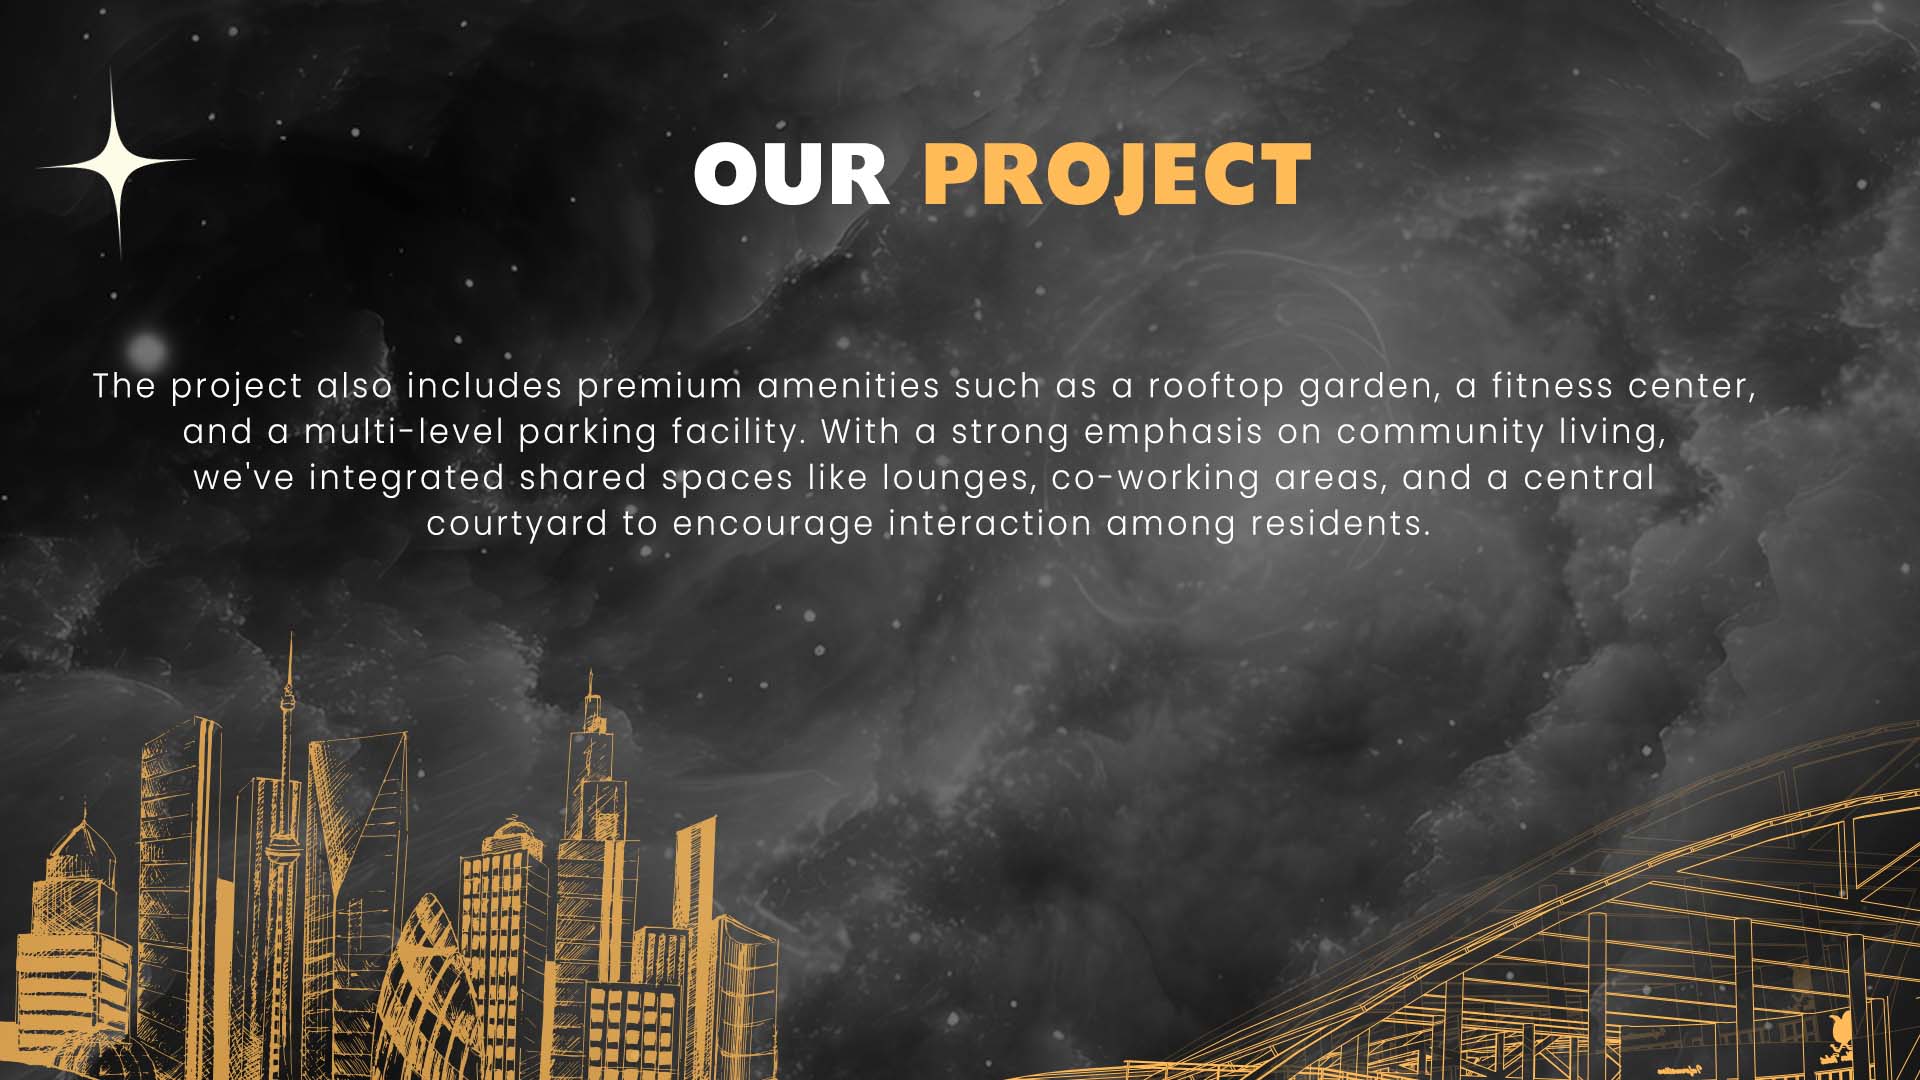 OUR PROJECT
The project also includes premium amenities such as a rooftop garden, a fitness center,
and a multi-level parking facility. With a strong emphasis on community living,
we've integrated shared spaces like lounges, co-working areas, and a central
courtyard to encourage interaction among residents.